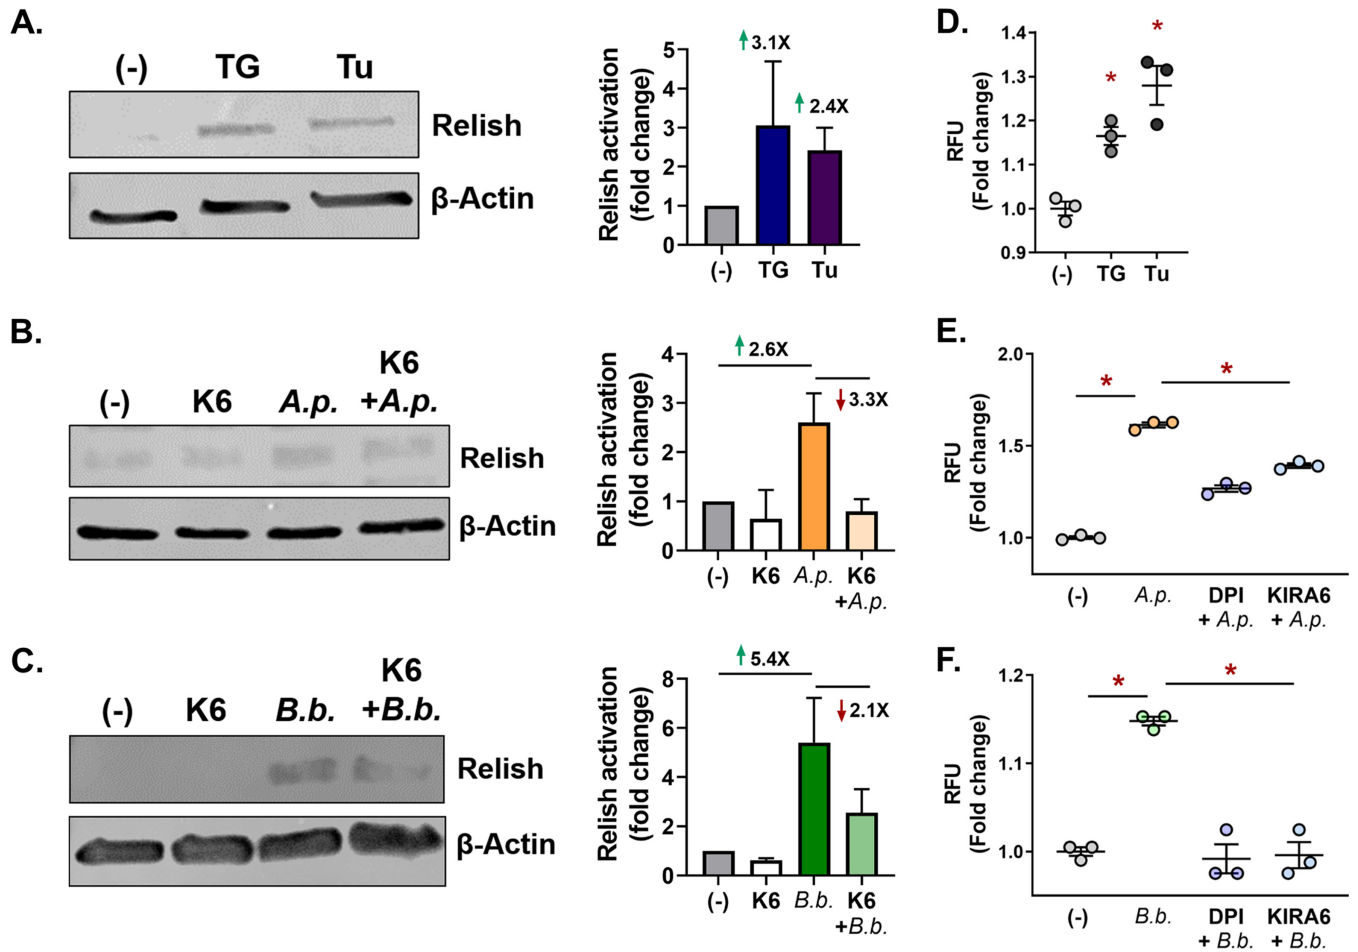 A.
(-) TG Tu
Relish
β-Actin
Relish activation
(fold change)
5
4
3
2
1
0
3.1X
2.4X
(-) TG Tu
D.
RFU
(Fold change)
1.4
1.3
1.2
1.1
1.0
0.9
*
*
(-) TG Tu
B.
(-) K6 A.p. K6
+A.p.
Relish
β-Actin
Relish activation
(fold change)
4
3
2
1
0
2.6X
3.3X
(-) K6 A.p. K6
+A.p.
E.
RFU
(Fold change)
2.0
1.5
1.0
*
*
(-) A.p. DPI KIRA6
+ A.p. + A.p.
C.
(-) K6 B.b. K6
+B.b.
Relish
β-Actin
Relish activation
(fold change)
8
6
4
2
0
5.4X
2.1X
(-) K6 B.b. K6
+B.b.
F.
RFU
(Fold change)
1.2
1.1
1.0
*
*
(-) B.b. DPI KIRA6
+ B.b. + B.b.